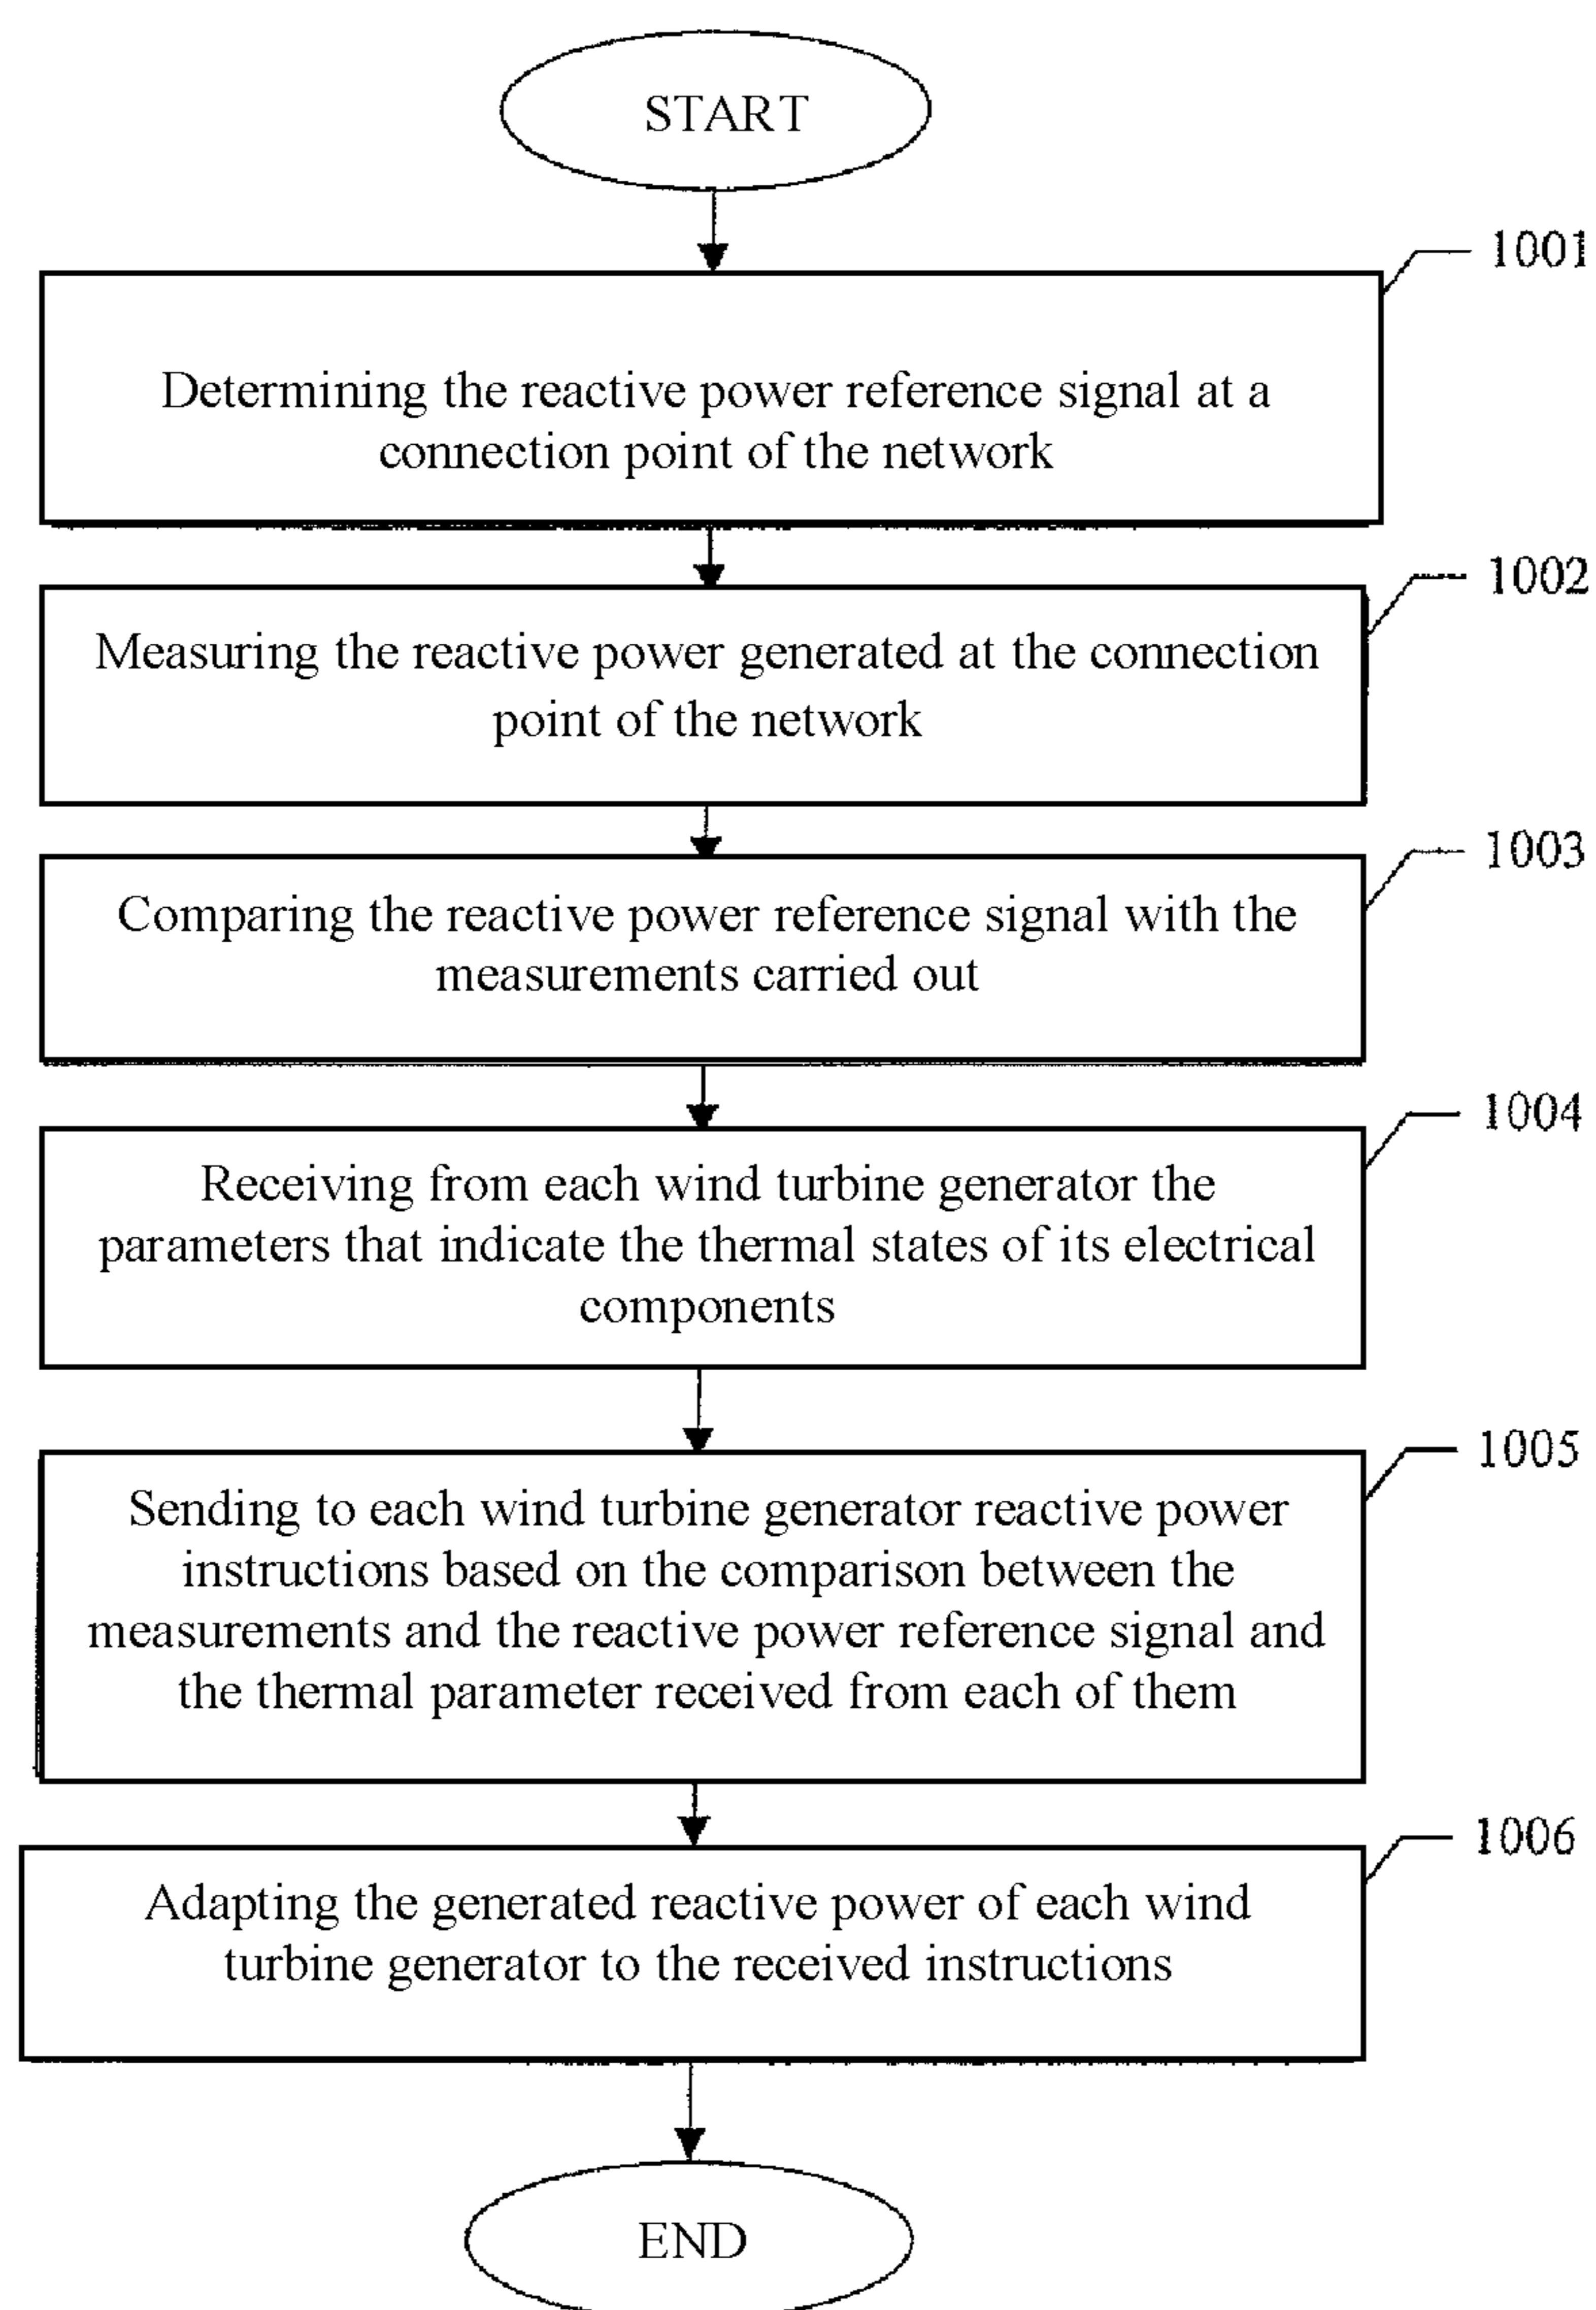 START
1001
Determining the reactive power reference signal at a
connection point of the network
1002
Measuring the reactive power generated at the connection
point of the network
1003
Comparing the reactive power reference signal with the
measurements carried out
1004
Receiving from each wind turbine generator the
parameters that indicate the thermal states of its electrical
components
1005
Sending to each wind turbine generator reactive power
instructions based on the comparison between the
measurements and the reactive power reference signal and
the thermal parameter received from each of them
1006
Adapting the generated reactive power of each wind
turbine generator to the received instructions
END